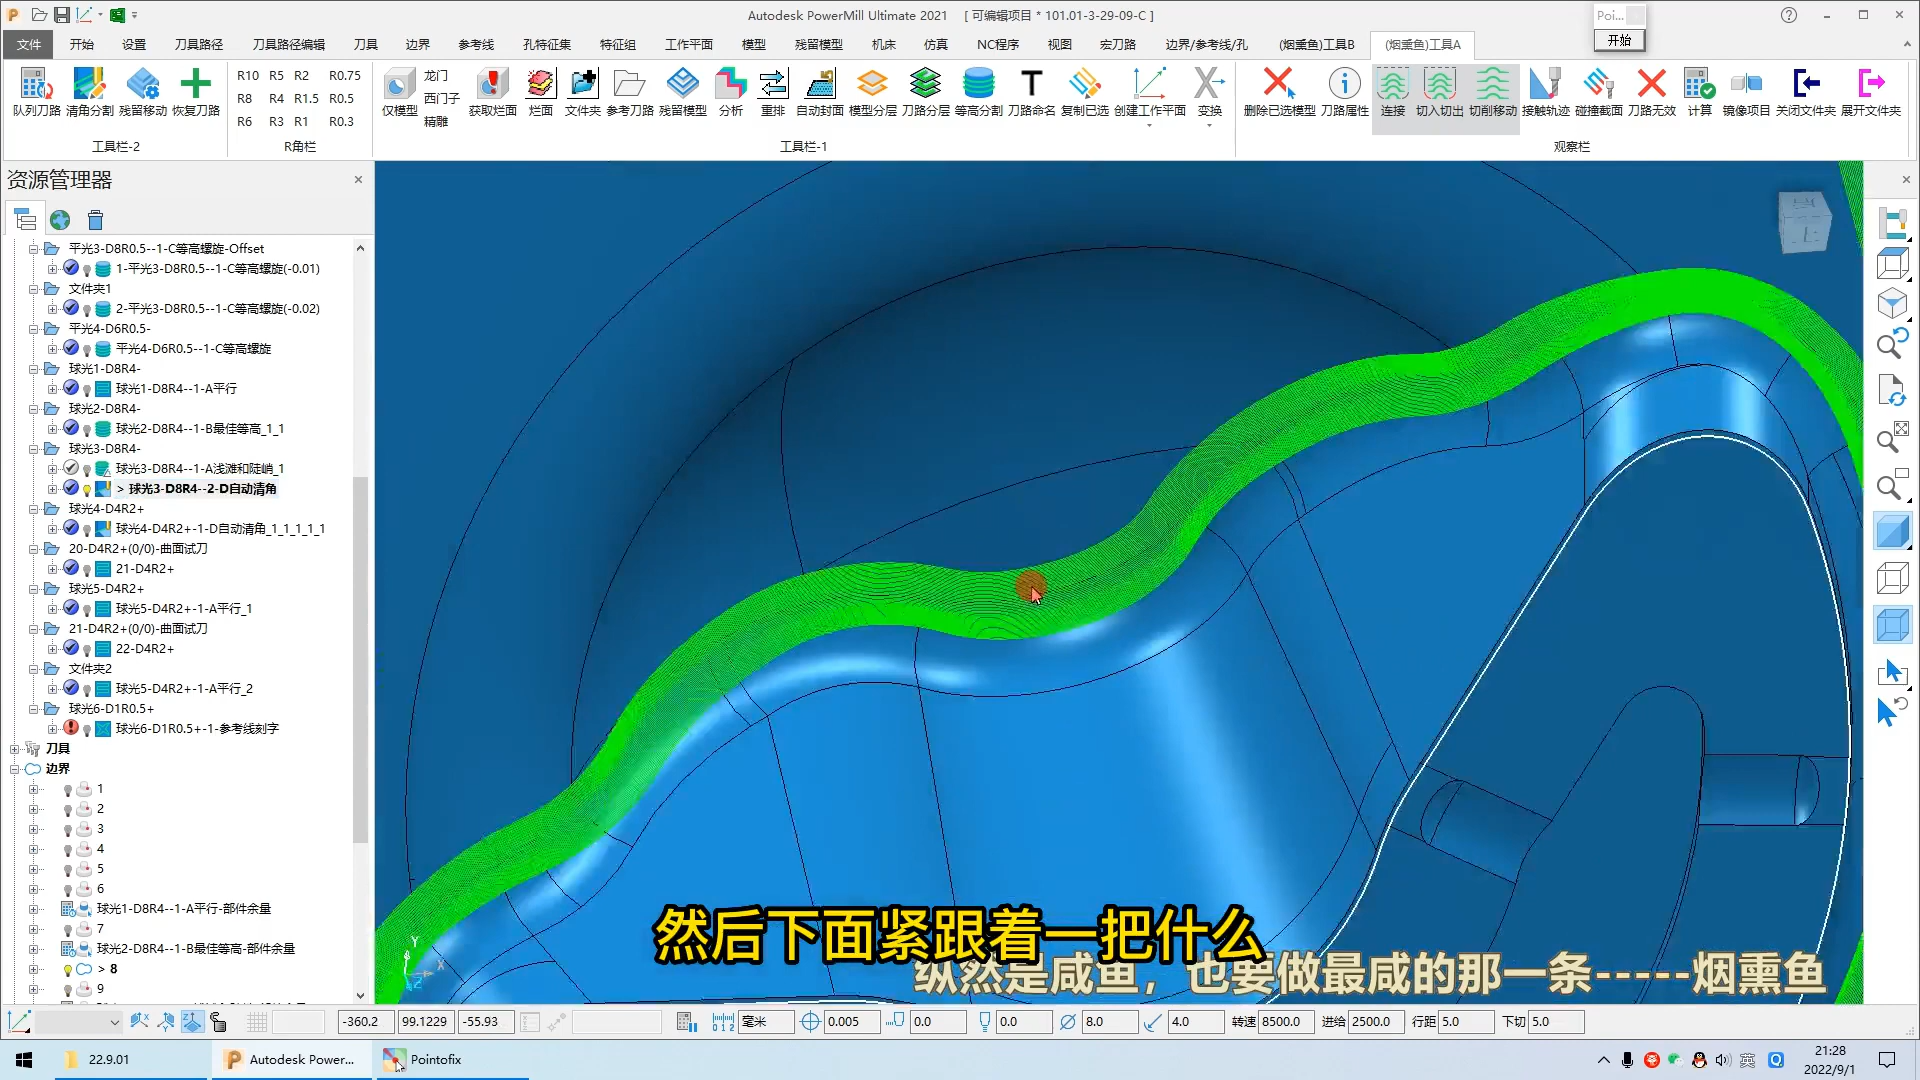 Autodesk PowerMill Ultimate 2021 [ 可编辑项目 * 101.01-3-29-09-C ]
Poi...
开始
文件 开始 设置 刀具路径 刀具路径编辑 刀具 边界 参考线 孔特征集 特征组 工作平面 模型 残留模型 机床 仿真 NC程序 视图 宏刀路 边界/参考线/孔 (烟熏鱼)工具B (烟熏鱼)工具A
队列刀路 清角分割 残留移动 恢复刀路
R10 R5 R2 R0.75
R8 R4 R1.5 R0.5
R6 R3 R1 R0.3
仅模型 龙门 西门子 精雕 获取烂面 烂面 文件夹 参考刀路 残留模型 分析 重排 自动封面 模型分层 刀路分层 等高分割 刀路命名 复制已选 创建工作平面 变换
删除已选模型 刀路属性 连接 切入切出 切削移动 接触轨迹 碰撞截面 刀路无效 计算 镜像项目 关闭文件夹 展开文件夹
工具栏-2 R角栏 工具栏-1 观察栏
资源管理器
平光3-D8R0.5--1-C等高螺旋-Offset
1-平光3-D8R0.5--1-C等高螺旋(-0.01)
文件夹1
2-平光3-D8R0.5--1-C等高螺旋(-0.02)
平光4-D6R0.5-
平光4-D6R0.5--1-C等高螺旋
球光1-D8R4-
球光1-D8R4--1-A平行
球光2-D8R4-
球光2-D8R4--1-B最佳等高_1_1
球光3-D8R4-
球光3-D8R4--1-A浅滩和陡峭_1
> 球光3-D8R4--2-D自动清角
球光4-D4R2+
球光4-D4R2+-1-D自动清角_1_1_1_1_1
20-D4R2+(0/0)-曲面试刀
21-D4R2+
球光5-D4R2+
球光5-D4R2+-1-A平行_1
21-D4R2+(0/0)-曲面试刀
22-D4R2+
文件夹2
球光5-D4R2+-1-A平行_2
球光6-D1R0.5+
球光6-D1R0.5+-1-参考线刻字
刀具
边界
1
2
3
4
5
6
球光1-D8R4--1-A平行-部件余量
7
球光2-D8R4--1-B最佳等高-部件余量
> 8
9
Y
X
然后下面紧跟着一把什么
纵然是咸鱼，也要做最咸的那一条-----烟熏鱼
-360.2 99.1229 -55.93 毫米 0.005 0.0 0.0 8.0 4.0 转速 8500.0 进给 2500.0 行距 5.0 下切 5.0
22.9.01 Autodesk Power... Pointofix 英 21:28
2022/9/1